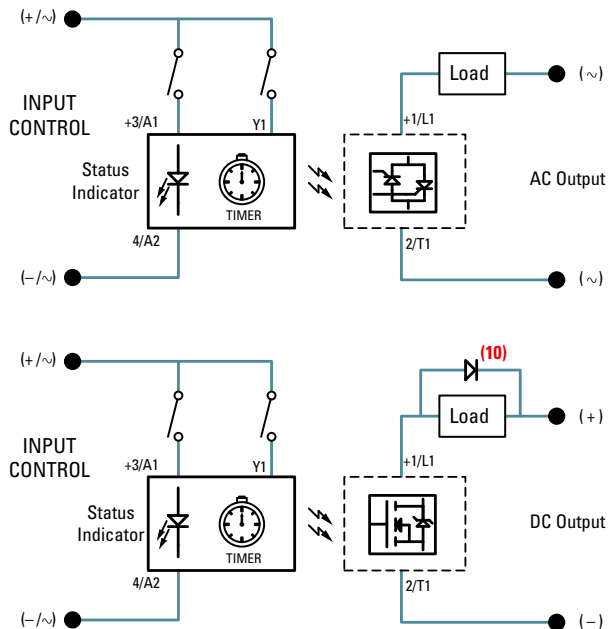 (+/~)
INPUT
CONTROL
+3/A1
Y1
Status
Indicator
TIMER
4/A2
(−/~)
Load
(~)
+1/L1
AC Output
2/T1
(~)
(+/~)
INPUT
CONTROL
+3/A1
Y1
Status
Indicator
TIMER
4/A2
(−/~)
(10)
Load
(+)
+1/L1
DC Output
2/T1
(−)